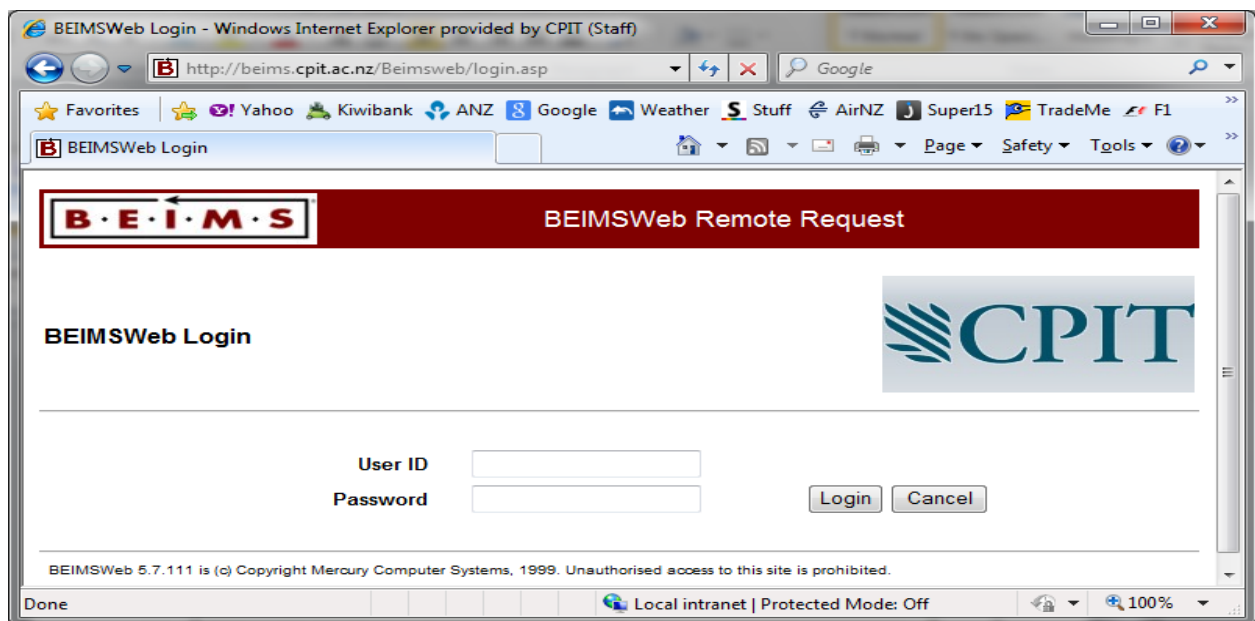 BEIMSWeb Login - Windows Internet Explorer provided by CPIT (Staff)
http://beims.cpit.ac.nz/Beimsweb/login.asp Google
Favorites Yahoo Kiwibank ANZ Google Weather Stuff AirNZ Super15 TradeMe F1 »
BEIMSWeb Login Page Safety Tools »
B·E·I·M·S BEIMSWeb Remote Request
CPIT
BEIMSWeb Login
User ID
Password Login Cancel
BEIMSWeb 5.7.111 is (c) Copyright Mercury Computer Systems, 1999. Unauthorised access to this site is prohibited.
Done Local intranet | Protected Mode: Off 100%